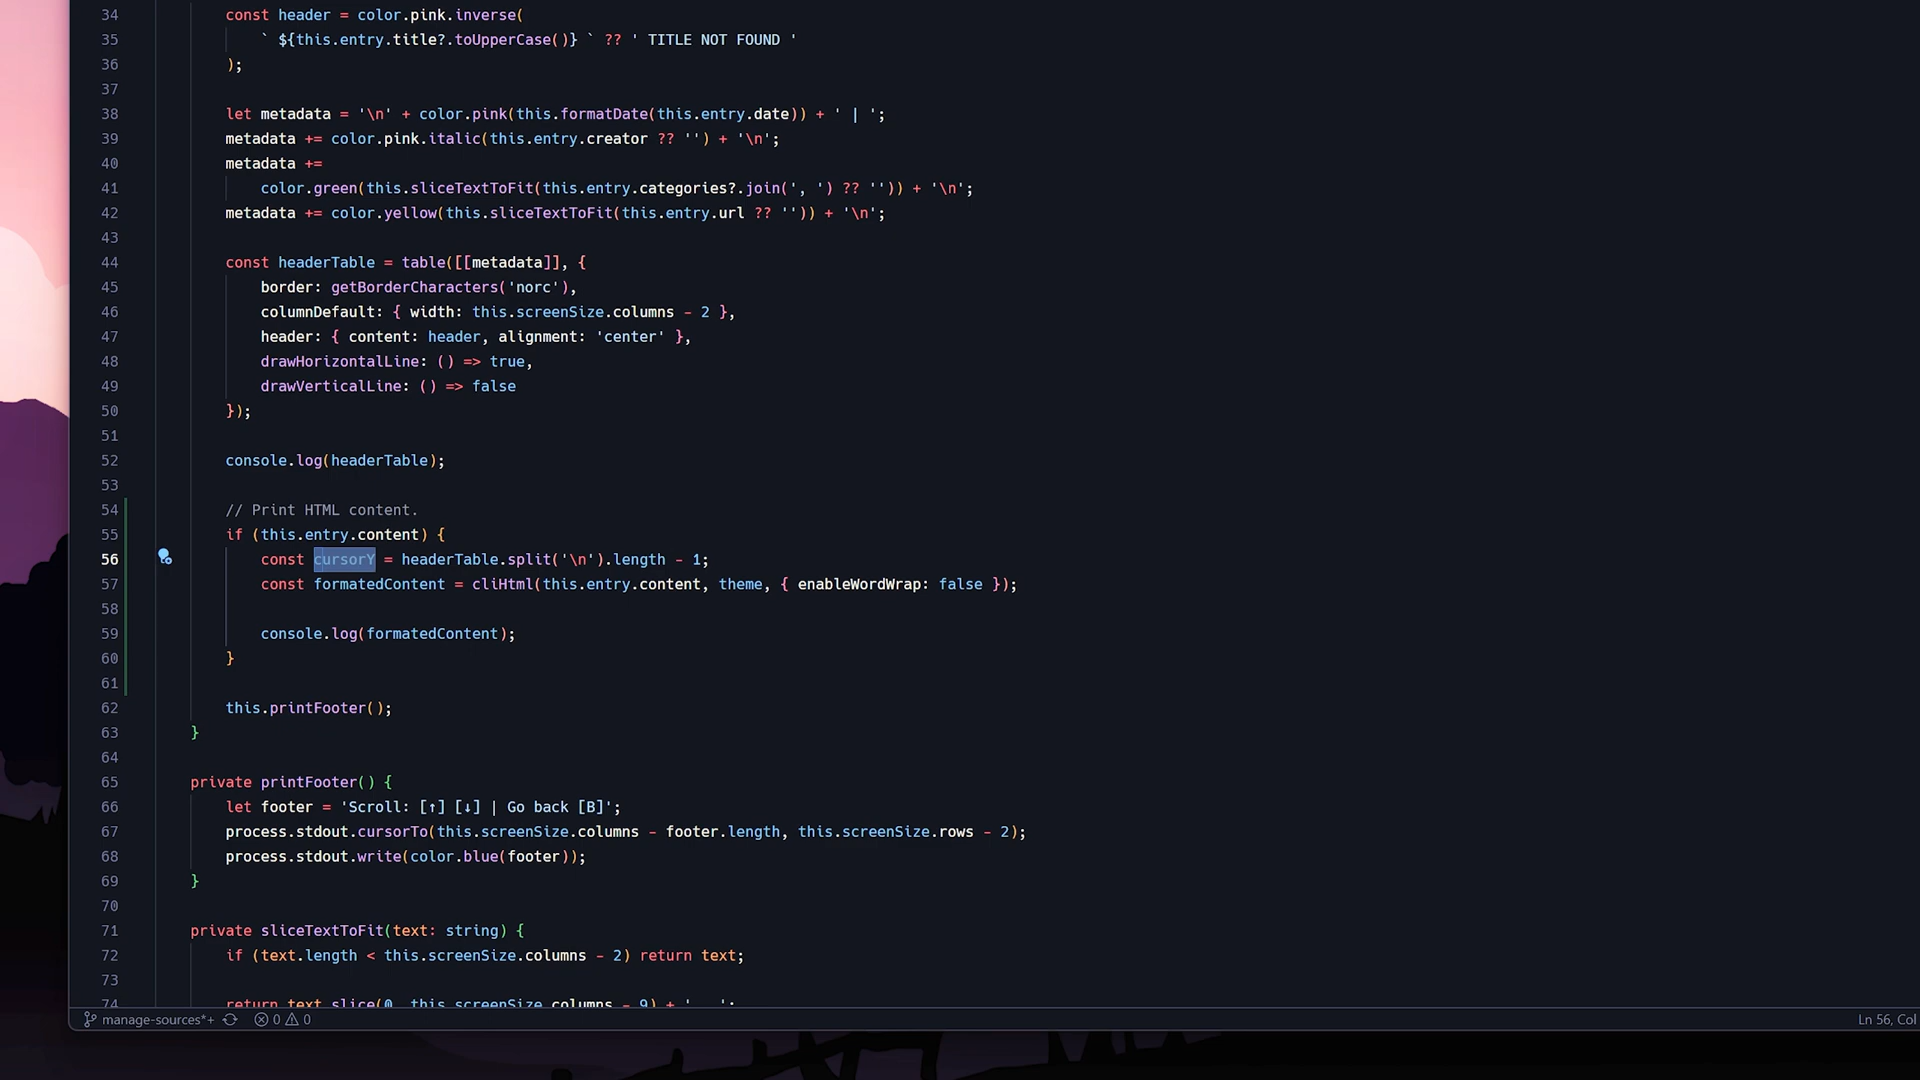 34 const header = color.pink.inverse(
35 ` ${this.entry.title?.toUpperCase()} ` ?? ' TITLE NOT FOUND '
36 );
37
38 let metadata = '\n' + color.pink(this.formatDate(this.entry.date)) + ' | ';
39 metadata += color.pink.italic(this.entry.creator ?? '') + '\n';
40 metadata +=
41 color.green(this.sliceTextToFit(this.entry.categories?.join(', ') ?? '')) + '\n';
42 metadata += color.yellow(this.sliceTextToFit(this.entry.url ?? '')) + '\n';
43
44 const headerTable = table([[metadata]], {
45 border: getBorderCharacters('norc'),
46 columnDefault: { width: this.screenSize.columns - 2 },
47 header: { content: header, alignment: 'center' },
48 drawHorizontalLine: () => true,
49 drawVerticalLine: () => false
50 });
51
52 console.log(headerTable);
53
54 // Print HTML content.
55 if (this.entry.content) {
56 const cursorY = headerTable.split('\n').length - 1;
57 const formatedContent = cliHtml(this.entry.content, theme, { enableWordWrap: false });
58
59 console.log(formatedContent);
60 }
61
62 this.printFooter();
63 }
64
65 private printFooter() {
66 let footer = 'Scroll: [↑] [↓] | Go back [B]';
67 process.stdout.cursorTo(this.screenSize.columns - footer.length, this.screenSize.rows - 2);
68 process.stdout.write(color.blue(footer));
69 }
70
71 private sliceTextToFit(text: string) {
72 if (text.length < this.screenSize.columns - 2) return text;
73
74 return text.slice(0, this.screenSize.columns - 9) + '...';
manage-sources*+ 0 0 Ln 56, Col